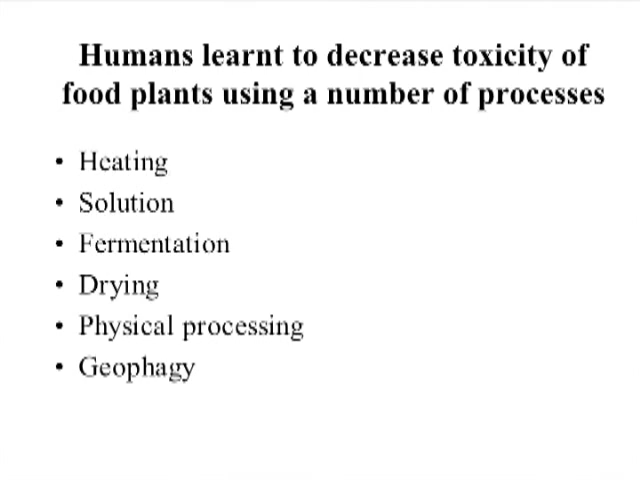 Humans learnt to decrease toxicity of
food plants using a number of processes
• Heating
• Solution
• Fermentation
• Drying
• Physical processing
• Geophagy